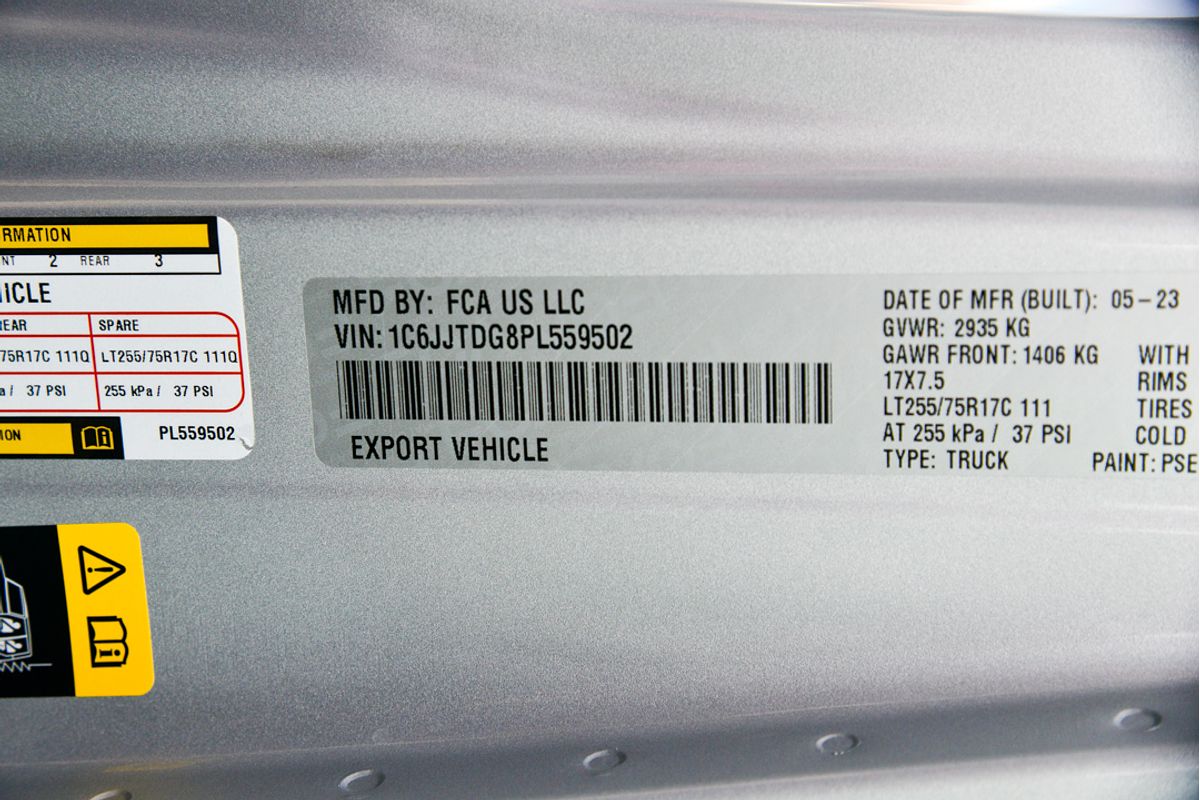 RMATION
NT 2 REAR 3
ICLE
EAR SPARE
75R17C 111Q LT255/75R17C 111Q
a / 37 PSI 255 kPa / 37 PSI
ION
PL559502
MFD BY: FCA US LLC
VIN: 1C6JJTDG8PL559502
EXPORT VEHICLE
DATE OF MFR (BUILT): 05-23
GVWR: 2935 KG
GAWR FRONT: 1406 KG WITH
17X7.5 RIMS
LT255/75R17C 111 TIRES
AT 255 kPa / 37 PSI COLD
TYPE: TRUCK PAINT: PSE